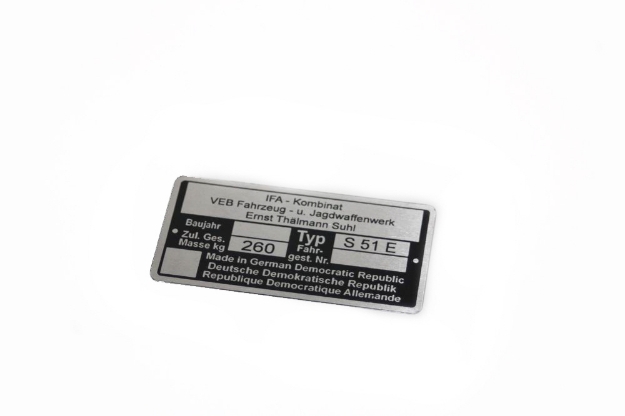 IFA - Kombinat
VEB Fahrzeug - u. Jagdwaffenwerk
Ernst Thälmann Suhl
Baujahr
Zul. Ges.
Masse kg 260
Typ S 51 E
Fahr-
gest. Nr.
Made in German Democratic Republic
Deutsche Demokratische Republik
Republique Democratique Allemande